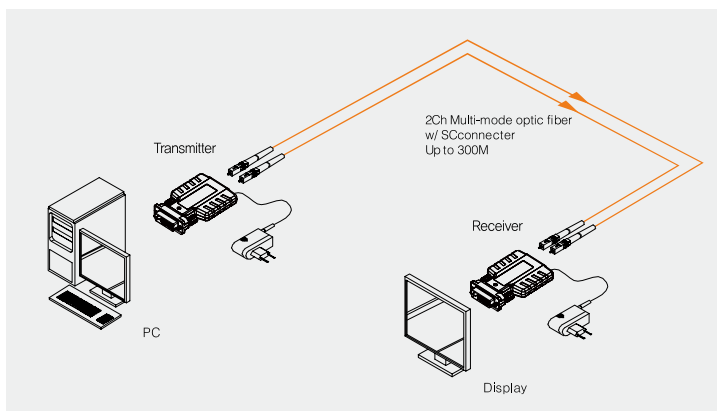 2Ch Multi-mode optic fiber
w/ SCconnecter
Up to 300M
Transmitter
Receiver
PC
Display